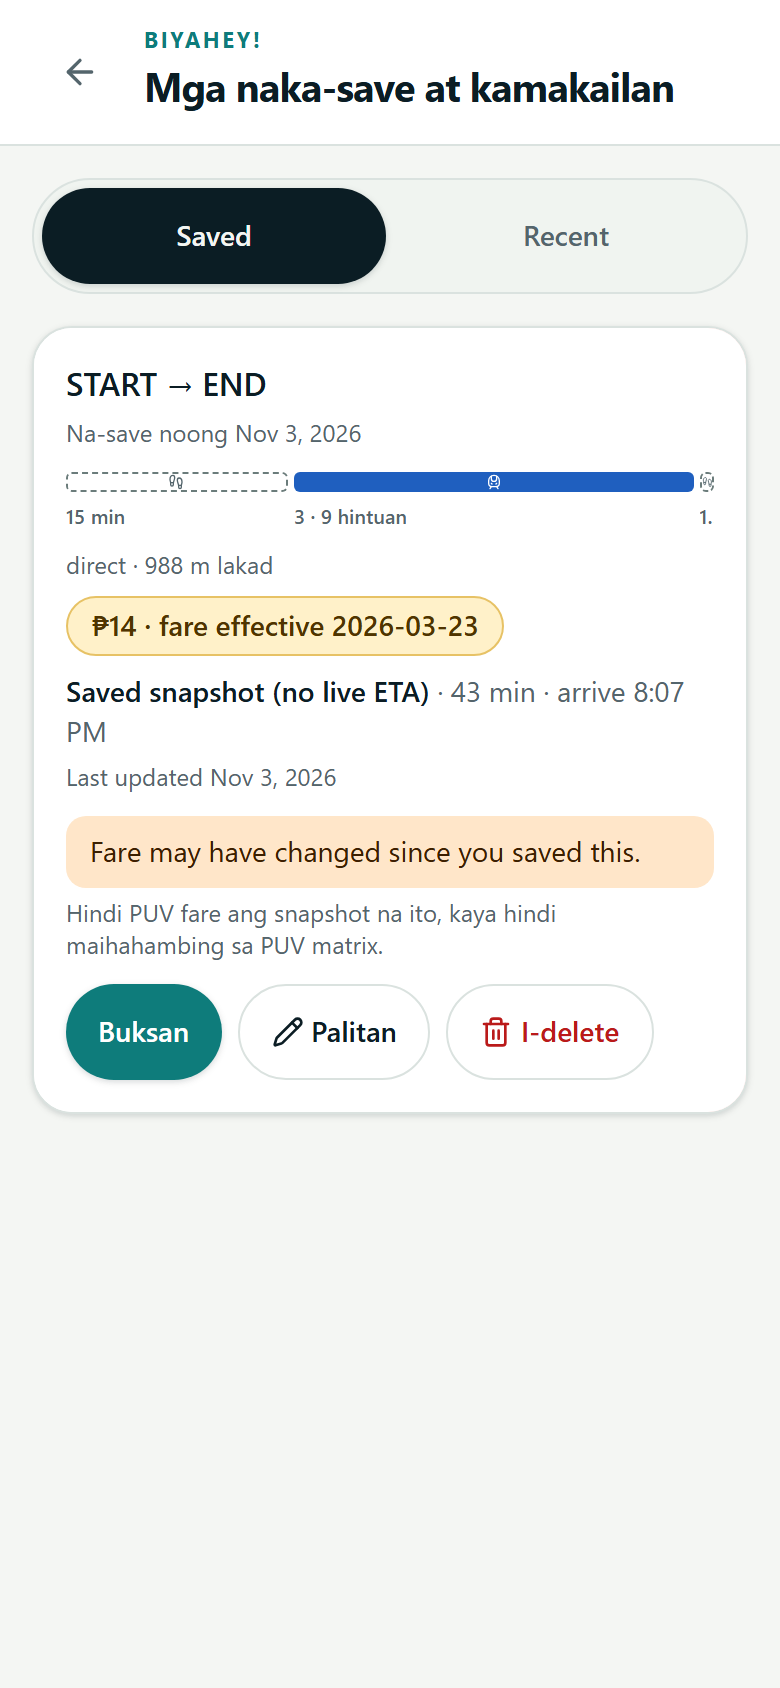 BIYAHEY!
Mga naka-save at kamakailan
Saved
Recent
START → END
Na-save noong Nov 3, 2026
15 min
3 · 9 hintuan
1.
direct · 988 m lakad
₱14 · fare effective 2026-03-23
Saved snapshot (no live ETA) · 43 min · arrive 8:07
PM
Last updated Nov 3, 2026
Fare may have changed since you saved this.
Hindi PUV fare ang snapshot na ito, kaya hindi
maihahambing sa PUV matrix.
Buksan
Palitan
I-delete